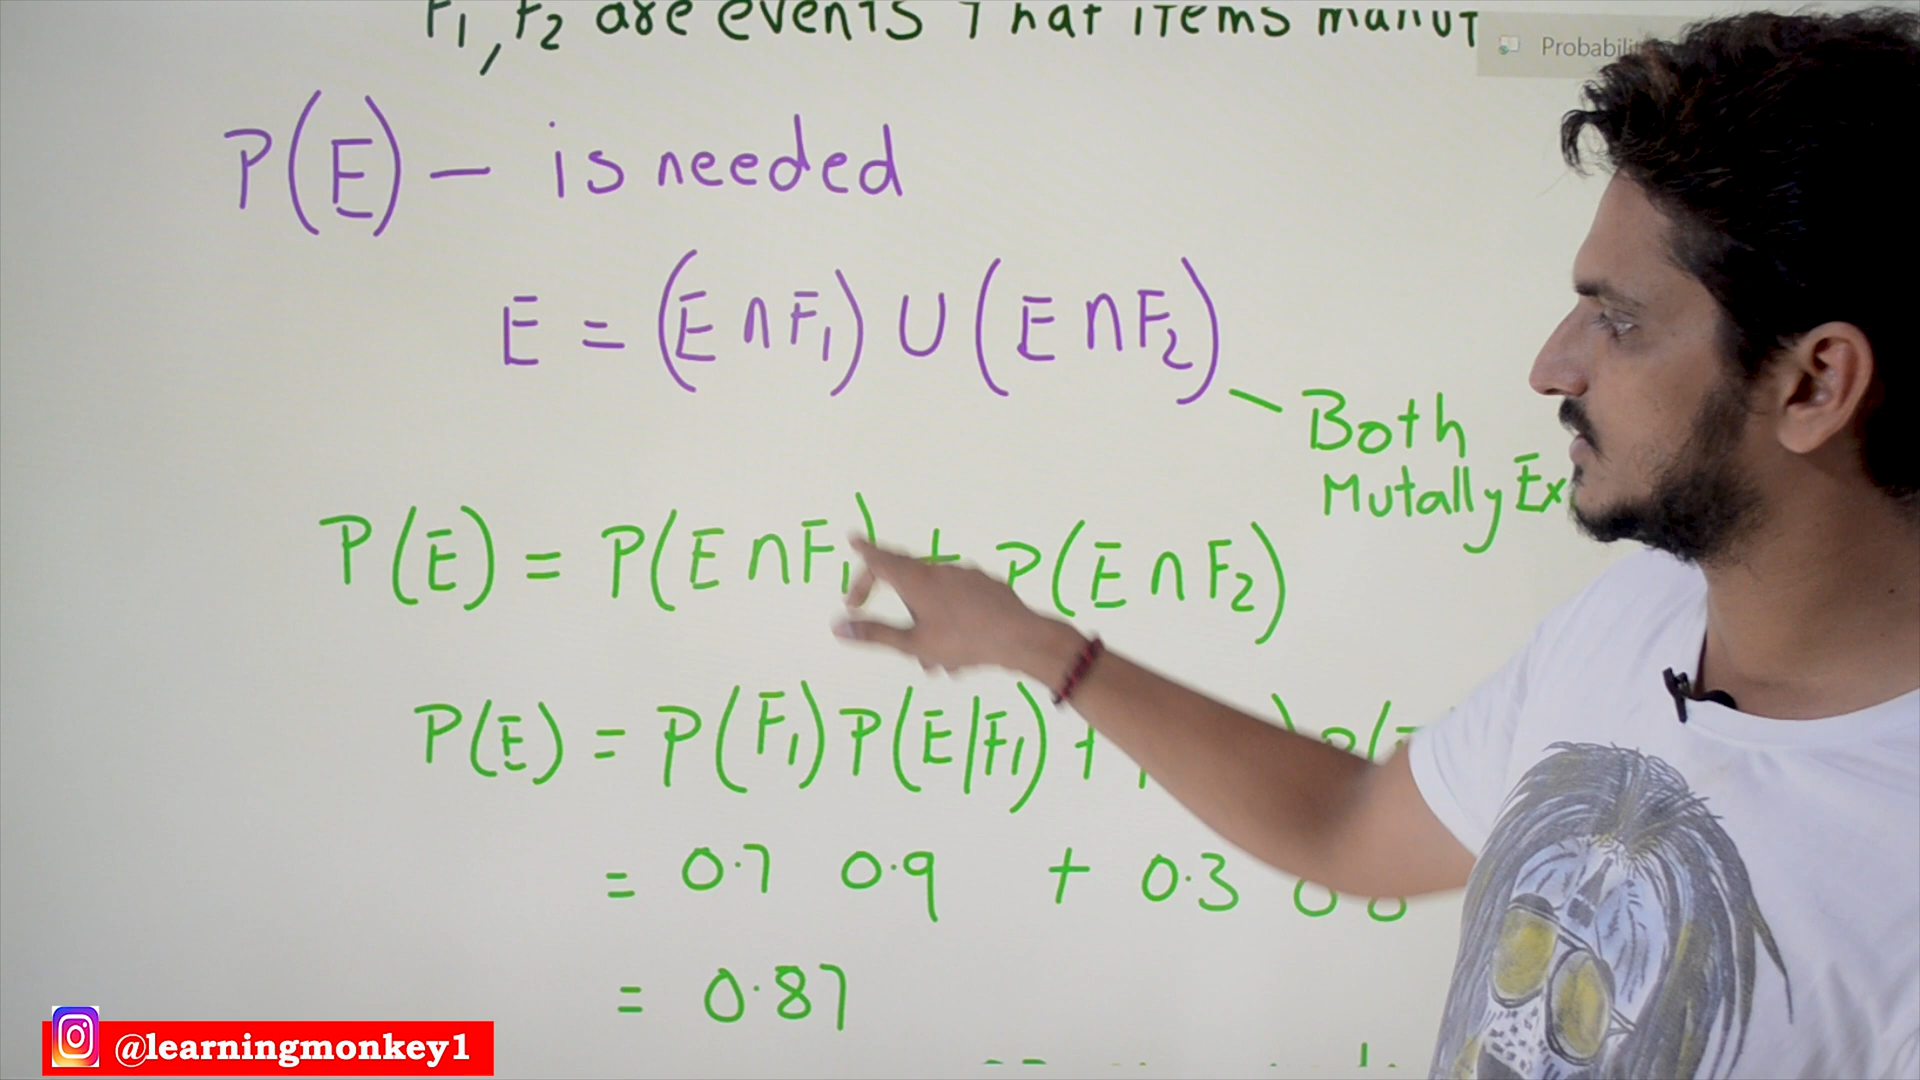 F₁, F₂ are events that items
Probabili
P(E) – is needed
E = (E∩F₁) ∪ (E∩F₂)
Both
Mutally Ex
P(E) = P(E∩F₁) + P(E∩F₂)
P(E) = P(F₁) P(E|F₁) +
= 0.7 0.9 + 0.3
= 0.87
@learningmonkey1